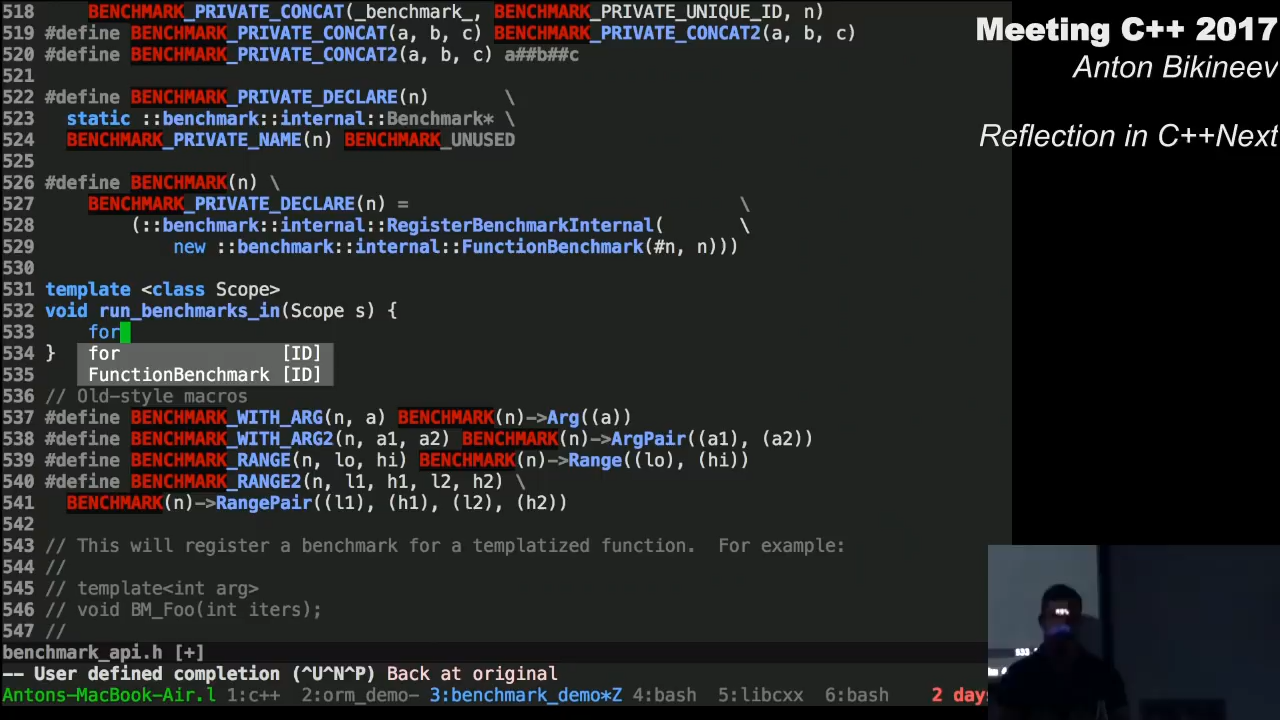 518     BENCHMARK_PRIVATE_CONCAT(_benchmark_, BENCHMARK_PRIVATE_UNIQUE_ID, n)
519 #define BENCHMARK_PRIVATE_CONCAT(a, b, c) BENCHMARK_PRIVATE_CONCAT2(a, b, c)
520 #define BENCHMARK_PRIVATE_CONCAT2(a, b, c) a##b##c
521
522 #define BENCHMARK_PRIVATE_DECLARE(n)       \
523   static ::benchmark::internal::Benchmark* \
524   BENCHMARK_PRIVATE_NAME(n) BENCHMARK_UNUSED
525
526 #define BENCHMARK(n) \
527     BENCHMARK_PRIVATE_DECLARE(n) =                               \
528         (::benchmark::internal::RegisterBenchmarkInternal(       \
529             new ::benchmark::internal::FunctionBenchmark(#n, n)))
530
531 template <class Scope>
532 void run_benchmarks_in(Scope s) {
533     for
534 }   for               [ID]
535     FunctionBenchmark [ID]
536 // Old-style macros
537 #define BENCHMARK_WITH_ARG(n, a) BENCHMARK(n)->Arg((a))
538 #define BENCHMARK_WITH_ARG2(n, a1, a2) BENCHMARK(n)->ArgPair((a1), (a2))
539 #define BENCHMARK_RANGE(n, lo, hi) BENCHMARK(n)->Range((lo), (hi))
540 #define BENCHMARK_RANGE2(n, l1, h1, l2, h2) \
541   BENCHMARK(n)->RangePair((l1), (h1), (l2), (h2))
542
543 // This will register a benchmark for a templatized function.  For example:
544 //
545 // template<int arg>
546 // void BM_Foo(int iters);
547 //
benchmark_api.h [+]
-- User defined completion (^U^N^P) Back at original
Antons-MacBook-Air.l 1:c++  2:orm_demo- 3:benchmark_demo*Z 4:bash  5:libcxx  6:bash    2 days
Meeting C++ 2017
Anton Bikineev
Reflection in C++Next